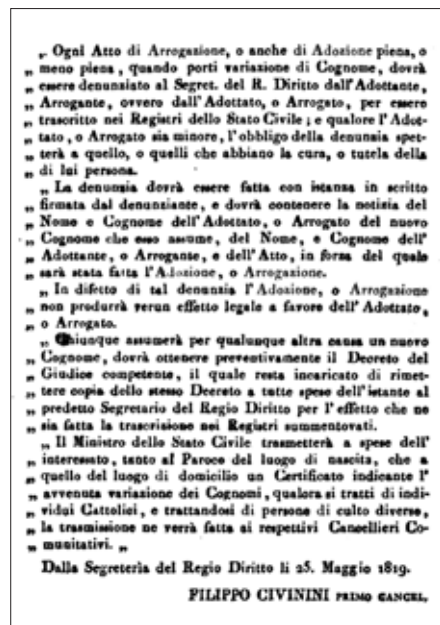 „ Ogni Atto di Arrogazione, o anche di Adozione piena, o
„ meno piena, quando porti variazione di Cognome, dovrà
„ essere denunziato al Segret. del R. Diritto dall'Adottante,
„ Arrogante, ovvero dall'Adottato, o Arrogato, per essere
„ trascritto nei Registri dello Stato Civile; e qualora l'Adot-
„ tato, o Arrogato sia minore, l'obbligo della denunzia spet-
„ terà a quello, o quelli che abbiano la cura, o tutela della
„ di lui persona.
„ La denunzia dovrà essere fatta con istanza in scritto
„ firmata dal denunziante, e dovrà contenere la notizia del
„ Nome e Cognome dell'Adottato, o Arrogato del nuovo
„ Cognome che esso assume, del Nome, e Cognome dell'
„ Adottante, o Arrogante, e dell'Atto, in forza del quale
„ sarà stata fatta l'Adozione, o Arrogazione.
„ In difetto di tal denunzia l'Adozione, o Arrogazione
„ non produrrà verun effetto legale a favore dell'Adottato,
„ o Arrogato.
„ Chiunque assumerà per qualunque altra causa un nuovo
„ Cognome, dovrà ottenere preventivamente il Decreto del
„ Giudice competente, il quale resta incaricato di rimet-
„ tere copia dello stesso Decreto a tutte spese dell'istante al
„ predetto Segretario del Regio Diritto per l'effetto che ne
„ sia fatta la trascrizione nei Registri summentovati.
„ Il Ministro dello Stato Civile trasmetterà a spese dell'
„ interessato, tanto al Paroco del luogo di nascita, che a
„ quello del luogo di domicilio un Certificato indicante l'
„ avvenuta variazione dei Cognomi, qualora si tratti di indi-
„ vidui Cattolici, e trattandosi di persone di culto diverso,
„ la trasmissione ne verrà fatta ai respettivi Cancellieri Co-
„ munitativi. „
Dalla Segreteria del Regio Diritto li 25. Maggio 1819.
FILIPPO CIVININI PRIMO CANCEL.